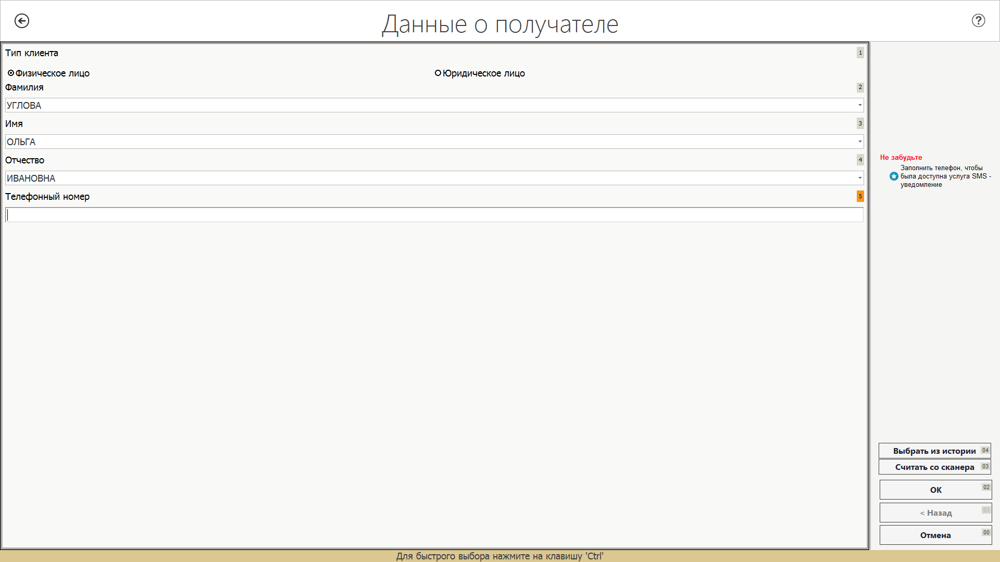 Данные о получателе
?
Тип клиента
1
Физическое лицо
Юридическое лицо
Фамилия
2
УГЛОВА
Имя
3
ОЛЬГА
Отчество
4
ИВАНОВНА
Телефонный номер
5
Не забудьте
Заполнить телефон, чтобы
была доступна услуга SMS -
уведомление
Выбрать из истории 04
Считать со сканера 03
ОК 02
< Назад 01
Отмена 00
Для быстрого выбора нажмите на клавишу 'Ctrl'